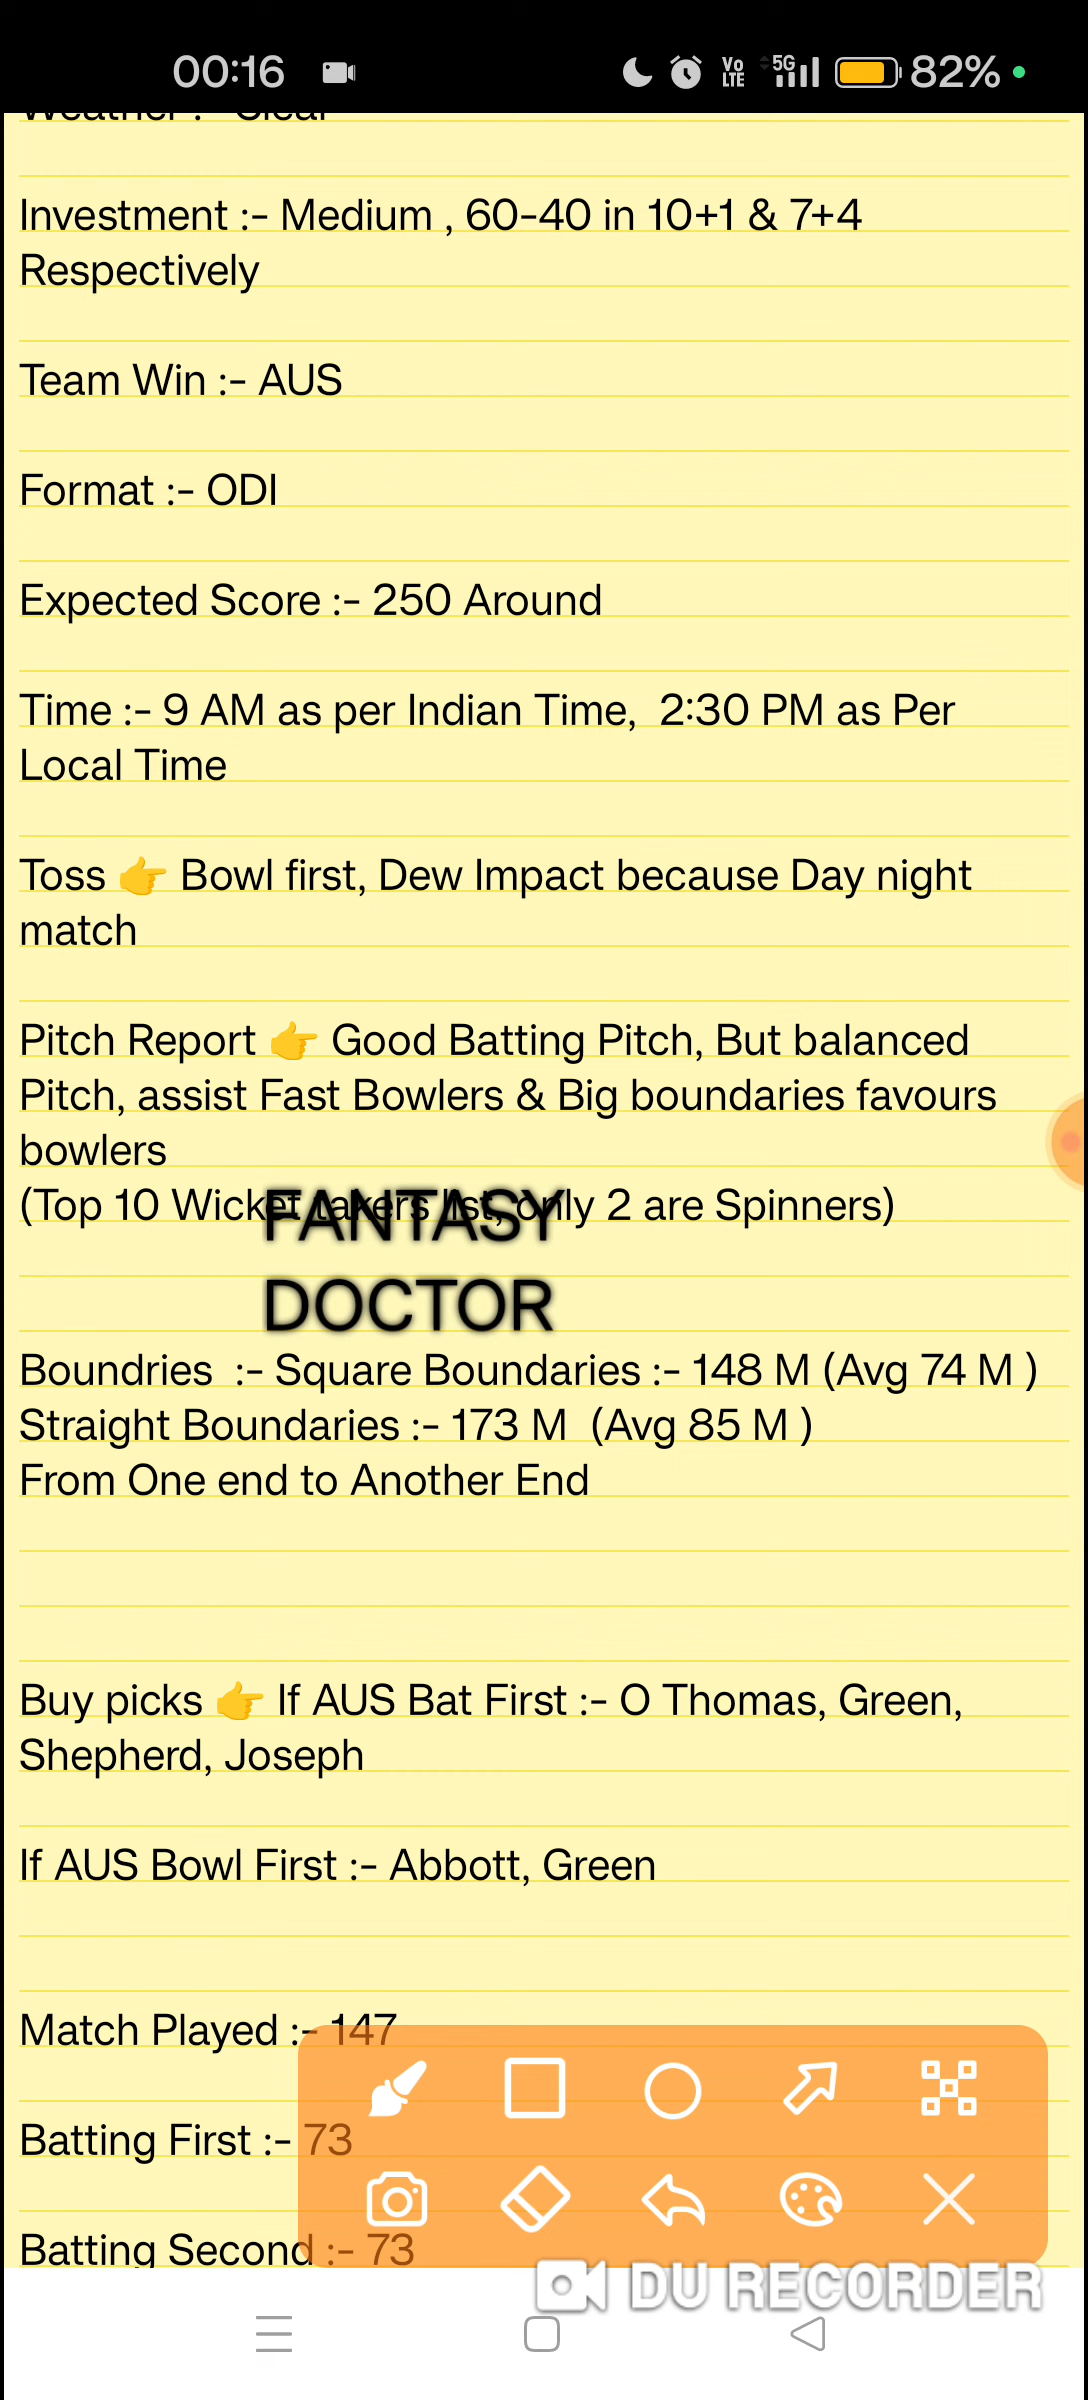 00:16 Vo LTE 5G 82%
Weather :- Clear
Investment :- Medium , 60-40 in 10+1 & 7+4
Respectively
Team Win :- AUS
Format :- ODI
Expected Score :- 250 Around
Time :- 9 AM as per Indian Time,  2:30 PM as Per
Local Time
Toss 👉 Bowl first, Dew Impact because Day night
match
Pitch Report 👉 Good Batting Pitch, But balanced
Pitch, assist Fast Bowlers & Big boundaries favours
bowlers
(Top 10 Wicket takers list, only 2 are Spinners)
FANTASY
DOCTOR
Boundries  :- Square Boundaries :- 148 M (Avg 74 M )
Straight Boundaries :- 173 M  (Avg 85 M )
From One end to Another End
Buy picks 👉 If AUS Bat First :- O Thomas, Green,
Shepherd, Joseph
If AUS Bowl First :- Abbott, Green
Match Played :- 147
Batting First :- 73
Batting Second :- 73
DU RECORDER